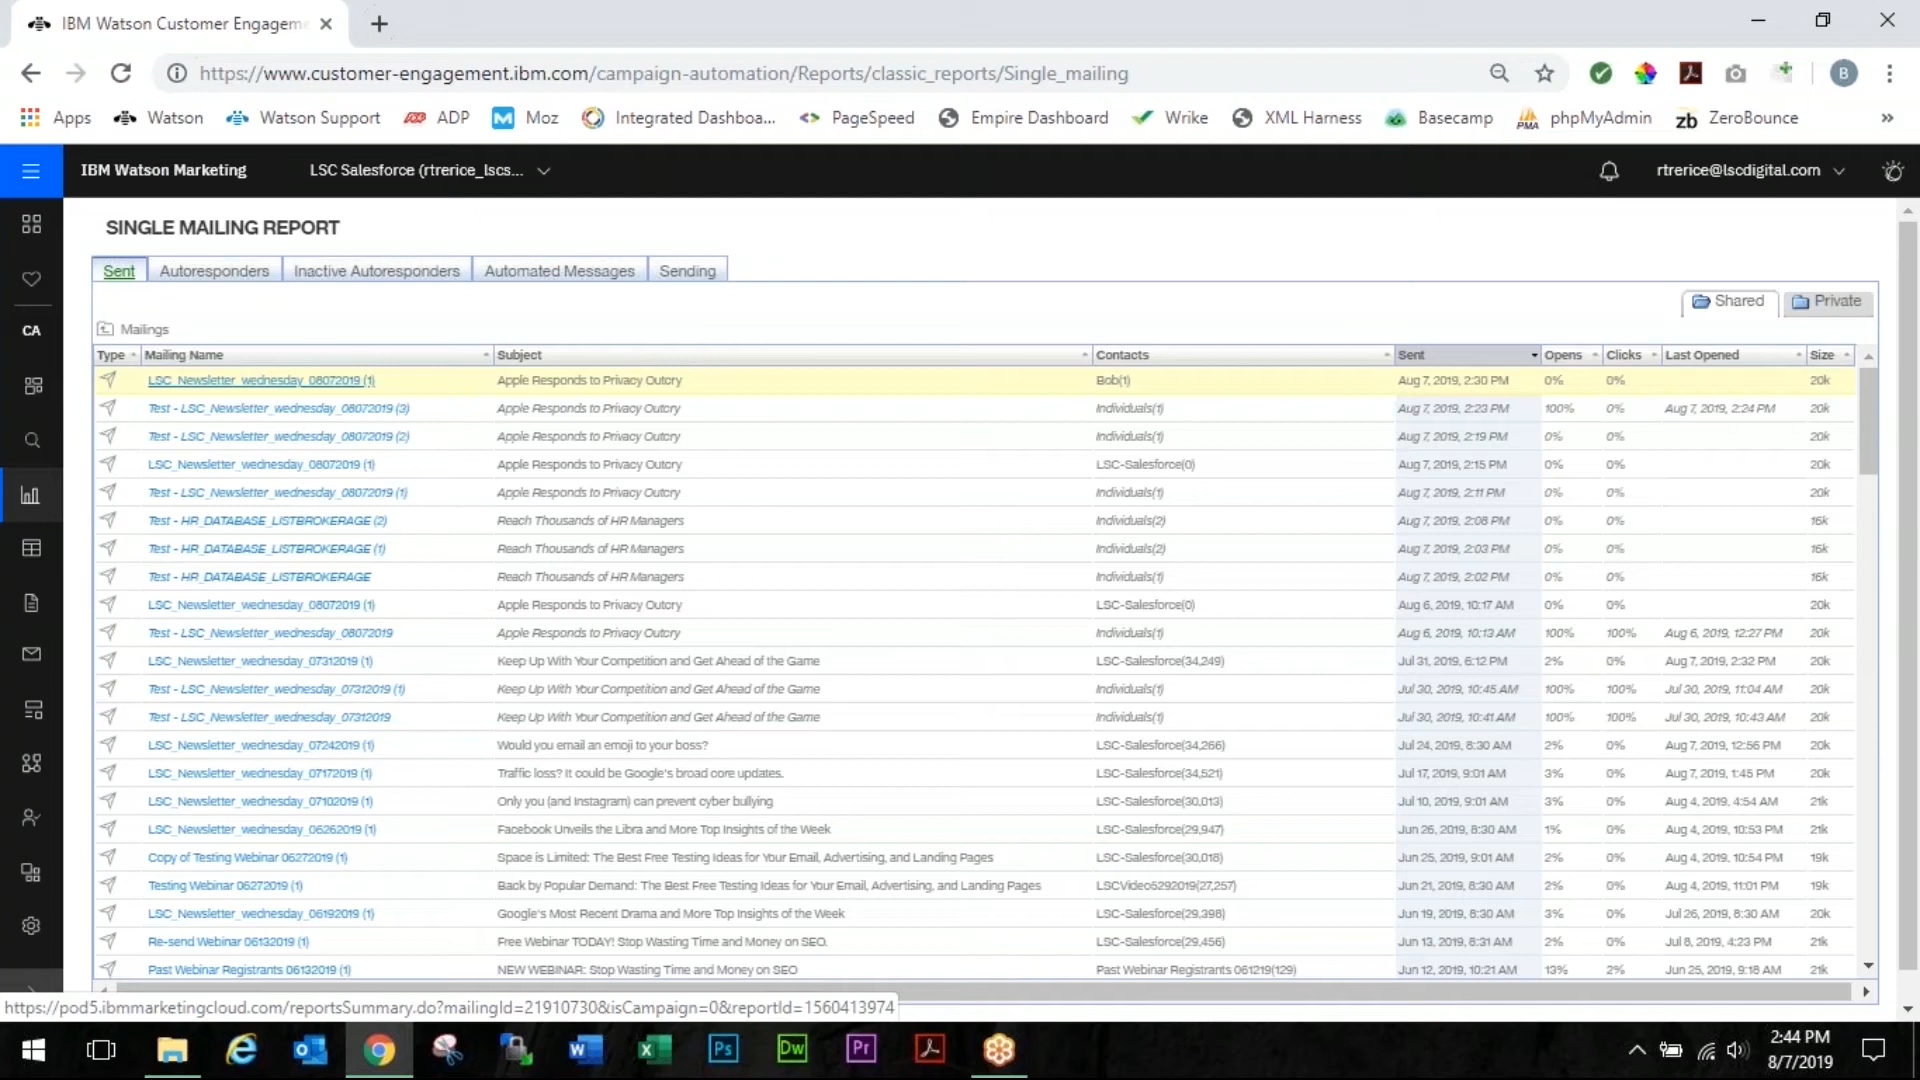 IBM Watson Customer Engageme
https://www.customer-engagement.ibm.com/campaign-automation/Reports/classic_reports/Single_mailing
B
Apps Watson Watson Support ADP Moz Integrated Dashboa... PageSpeed Empire Dashboard Wrike XML Harness Basecamp phpMyAdmin ZeroBounce
IBM Watson Marketing LSC Salesforce (rtrerice_lscs... rtrerice@lscdigital.com
SINGLE MAILING REPORT
Sent Autoresponders Inactive Autoresponders Automated Messages Sending
Shared Private
CA
Mailings
Type Mailing Name Subject Contacts Sent Opens Clicks Last Opened Size
LSC_Newsletter_wednesday_08072019 (1) Apple Responds to Privacy Outcry Bob(1) Aug 7, 2019, 2:30 PM 0% 0% 20k
Test - LSC_Newsletter_wednesday_08072019 (3) Apple Responds to Privacy Outcry Individuals(1) Aug 7, 2019, 2:23 PM 100% 0% Aug 7, 2019, 2:24 PM 20k
Test - LSC_Newsletter_wednesday_08072019 (2) Apple Responds to Privacy Outcry Individuals(1) Aug 7, 2019, 2:19 PM 0% 0% 20k
LSC_Newsletter_wednesday_08072019 (1) Apple Responds to Privacy Outcry LSC-Salesforce(0) Aug 7, 2019, 2:15 PM 0% 0% 20k
Test - LSC_Newsletter_wednesday_08072019 (1) Apple Responds to Privacy Outcry Individuals(1) Aug 7, 2019, 2:11 PM 0% 0% 20k
Test - HR_DATABASE_LISTBROKERAGE (2) Reach Thousands of HR Managers Individuals(2) Aug 7, 2019, 2:08 PM 0% 0% 16k
Test - HR_DATABASE_LISTBROKERAGE (1) Reach Thousands of HR Managers Individuals(2) Aug 7, 2019, 2:03 PM 0% 0% 16k
Test - HR_DATABASE_LISTBROKERAGE Reach Thousands of HR Managers Individuals(1) Aug 7, 2019, 2:02 PM 0% 0% 16k
LSC_Newsletter_wednesday_08072019 (1) Apple Responds to Privacy Outcry LSC-Salesforce(0) Aug 6, 2019, 10:17 AM 0% 0% 20k
Test - LSC_Newsletter_wednesday_08072019 Apple Responds to Privacy Outcry Individuals(1) Aug 6, 2019, 10:13 AM 100% 100% Aug 6, 2019, 12:27 PM 20k
LSC_Newsletter_wednesday_07312019 (1) Keep Up With Your Competition and Get Ahead of the Game LSC-Salesforce(34,249) Jul 31, 2019, 6:12 PM 2% 0% Aug 7, 2019, 2:32 PM 20k
Test - LSC_Newsletter_wednesday_07312019 (1) Keep Up With Your Competition and Get Ahead of the Game Individuals(1) Jul 30, 2019, 10:45 AM 100% 100% Jul 30, 2019, 11:04 AM 20k
Test - LSC_Newsletter_wednesday_07312019 Keep Up With Your Competition and Get Ahead of the Game Individuals(1) Jul 30, 2019, 10:41 AM 100% 100% Jul 30, 2019, 10:43 AM 20k
LSC_Newsletter_wednesday_07242019 (1) Would you email an emoji to your boss? LSC-Salesforce(34,266) Jul 24, 2019, 8:30 AM 2% 0% Aug 7, 2019, 12:56 PM 20k
LSC_Newsletter_wednesday_07172019 (1) Traffic loss? It could be Google's broad core updates. LSC-Salesforce(34,521) Jul 17, 2019, 9:01 AM 3% 0% Aug 7, 2019, 1:45 PM 20k
LSC_Newsletter_wednesday_07102019 (1) Only you (and Instagram) can prevent cyber bullying LSC-Salesforce(30,013) Jul 10, 2019, 9:01 AM 3% 0% Aug 4, 2019, 4:54 AM 21k
LSC_Newsletter_wednesday_06262019 (1) Facebook Unveils the Libra and More Top Insights of the Week LSC-Salesforce(29,947) Jun 26, 2019, 8:30 AM 1% 0% Aug 4, 2019, 10:53 PM 21k
Copy of Testing Webinar 06272019 (1) Space is Limited: The Best Free Testing Ideas for Your Email, Advertising, and Landing Pages LSC-Salesforce(30,018) Jun 25, 2019, 9:01 AM 2% 0% Aug 4, 2019, 10:54 PM 19k
Testing Webinar 06272019 (1) Back by Popular Demand: The Best Free Testing Ideas for Your Email, Advertising, and Landing Pages LSCVideo5292019(27,257) Jun 21, 2019, 8:30 AM 2% 0% Aug 4, 2019, 11:01 PM 19k
LSC_Newsletter_wednesday_06192019 (1) Google's Most Recent Drama and More Top Insights of the Week LSC-Salesforce(29,398) Jun 19, 2019, 8:30 AM 3% 0% Jul 26, 2019, 8:30 AM 20k
Re-send Webinar 06132019 (1) Free Webinar TODAY! Stop Wasting Time and Money on SEO. LSC-Salesforce(29,456) Jun 13, 2019, 8:31 AM 2% 0% Jul 8, 2019, 4:23 PM 21k
Past Webinar Registrants 06132019 (1) NEW WEBINAR: Stop Wasting Time and Money on SEO Past Webinar Registrants 061219(129) Jun 12, 2019, 10:21 AM 13% 2% Jun 25, 2019, 9:18 AM 21k
https://pod5.ibmmarketingcloud.com/reportsSummary.do?mailingId=21910730&isCampaign=0&reportId=1560413974
Ps Dw Pr
2:44 PM
8/7/2019